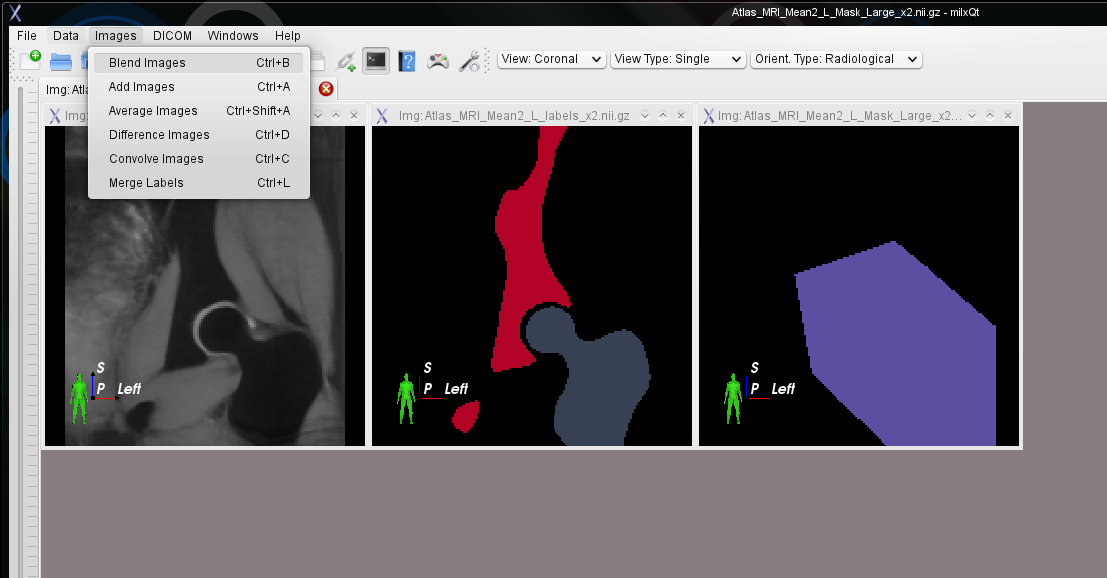 Atlas_MRI_Mean2_L_Mask_Large_x2.nii.gz - milxQt
File Data Images DICOM Windows Help
Blend Images Ctrl+B
Add Images Ctrl+A
Average Images Ctrl+Shift+A
Difference Images Ctrl+D
Convolve Images Ctrl+C
Merge Labels Ctrl+L
View: Coronal View Type: Single Orient. Type: Radiological
Img: Atla
Img:
Img: Atlas_MRI_Mean2_L_labels_x2.nii.gz
Img: Atlas_MRI_Mean2_L_Mask_Large_x2...
S
P Left
S
P Left
S
P Left